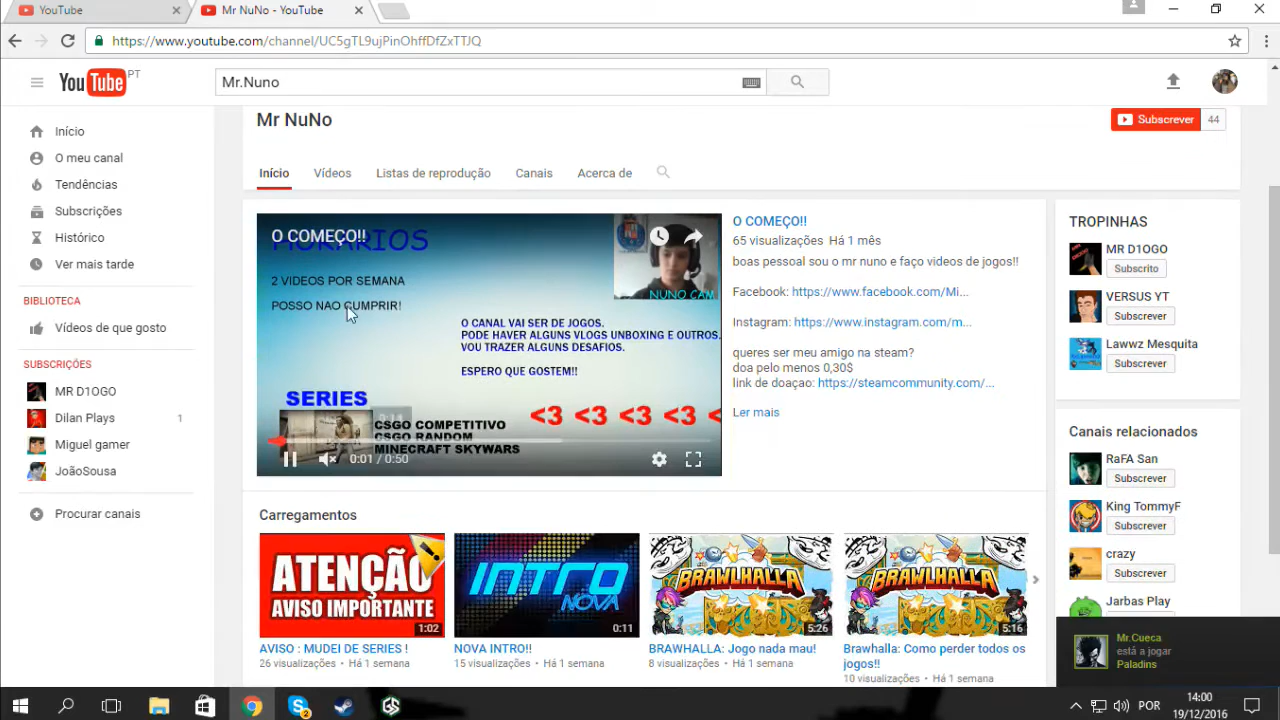 YouTube
Mr NuNo - YouTube
https://www.youtube.com/channel/UC5gTL9ujPinOhffDfZxTTJQ
YouTube PT
Mr.Nuno
Início
O meu canal
Tendências
Subscrições
Histórico
Ver mais tarde
BIBLIOTECA
Vídeos de que gosto
SUBSCRIÇÕES
MR D1OGO
Dilan Plays 1
Miguel gamer
JoãoSousa
Procurar canais
Mr NuNo
Subscrever 44
Início Vídeos Listas de reprodução Canais Acerca de
O COMEÇO!!
HORARIOS
2 VIDEOS POR SEMANA
POSSO NAO CUMPRIR!
NUNO CAM
O CANAL VAI SER DE JOGOS.
PODE HAVER ALGUNS VLOGS UNBOXING E OUTROS.
VOU TRAZER ALGUNS DESAFIOS.
ESPERO QUE GOSTEM!!
SERIES
<3 <3 <3 <3 <
0:14
CSGO COMPETITIVO
CSGO RANDOM
MINECRAFT SKYWARS
0:01 / 0:50
O COMEÇO!!
65 visualizações Há 1 mês
boas pessoal sou o mr nuno e faço videos de jogos!!
Facebook: https://www.facebook.com/Mi...
Instagram: https://www.instagram.com/m...
queres ser meu amigo na steam?
doa pelo menos 0,30$
link de doaçao: https://steamcommunity.com/...
Ler mais
TROPINHAS
MR D1OGO
Subscrito
VERSUS YT
Subscrever
Lawwz Mesquita
Subscrever
Canais relacionados
RaFA San
Subscrever
King TommyF
Subscrever
crazy
Subscrever
Jarbas Play
Carregamentos
ATENÇÃO
AVISO IMPORTANTE
1:02
AVISO : MUDEI DE SERIES !
26 visualizações • Há 1 semana
INTRO
NOVA
0:11
NOVA INTRO!!
15 visualizações • Há 1 semana
BRAWLHALLA
5:26
BRAWHALLA: Jogo nada mau!
8 visualizações • Há 1 semana
BRAWLHALLA
5:16
Brawhalla: Como perder todos os
jogos!!
10 visualizações • Há 1 semana
Mr.Cueca
está a jogar
Paladins
2
POR
14:00
19/12/2016